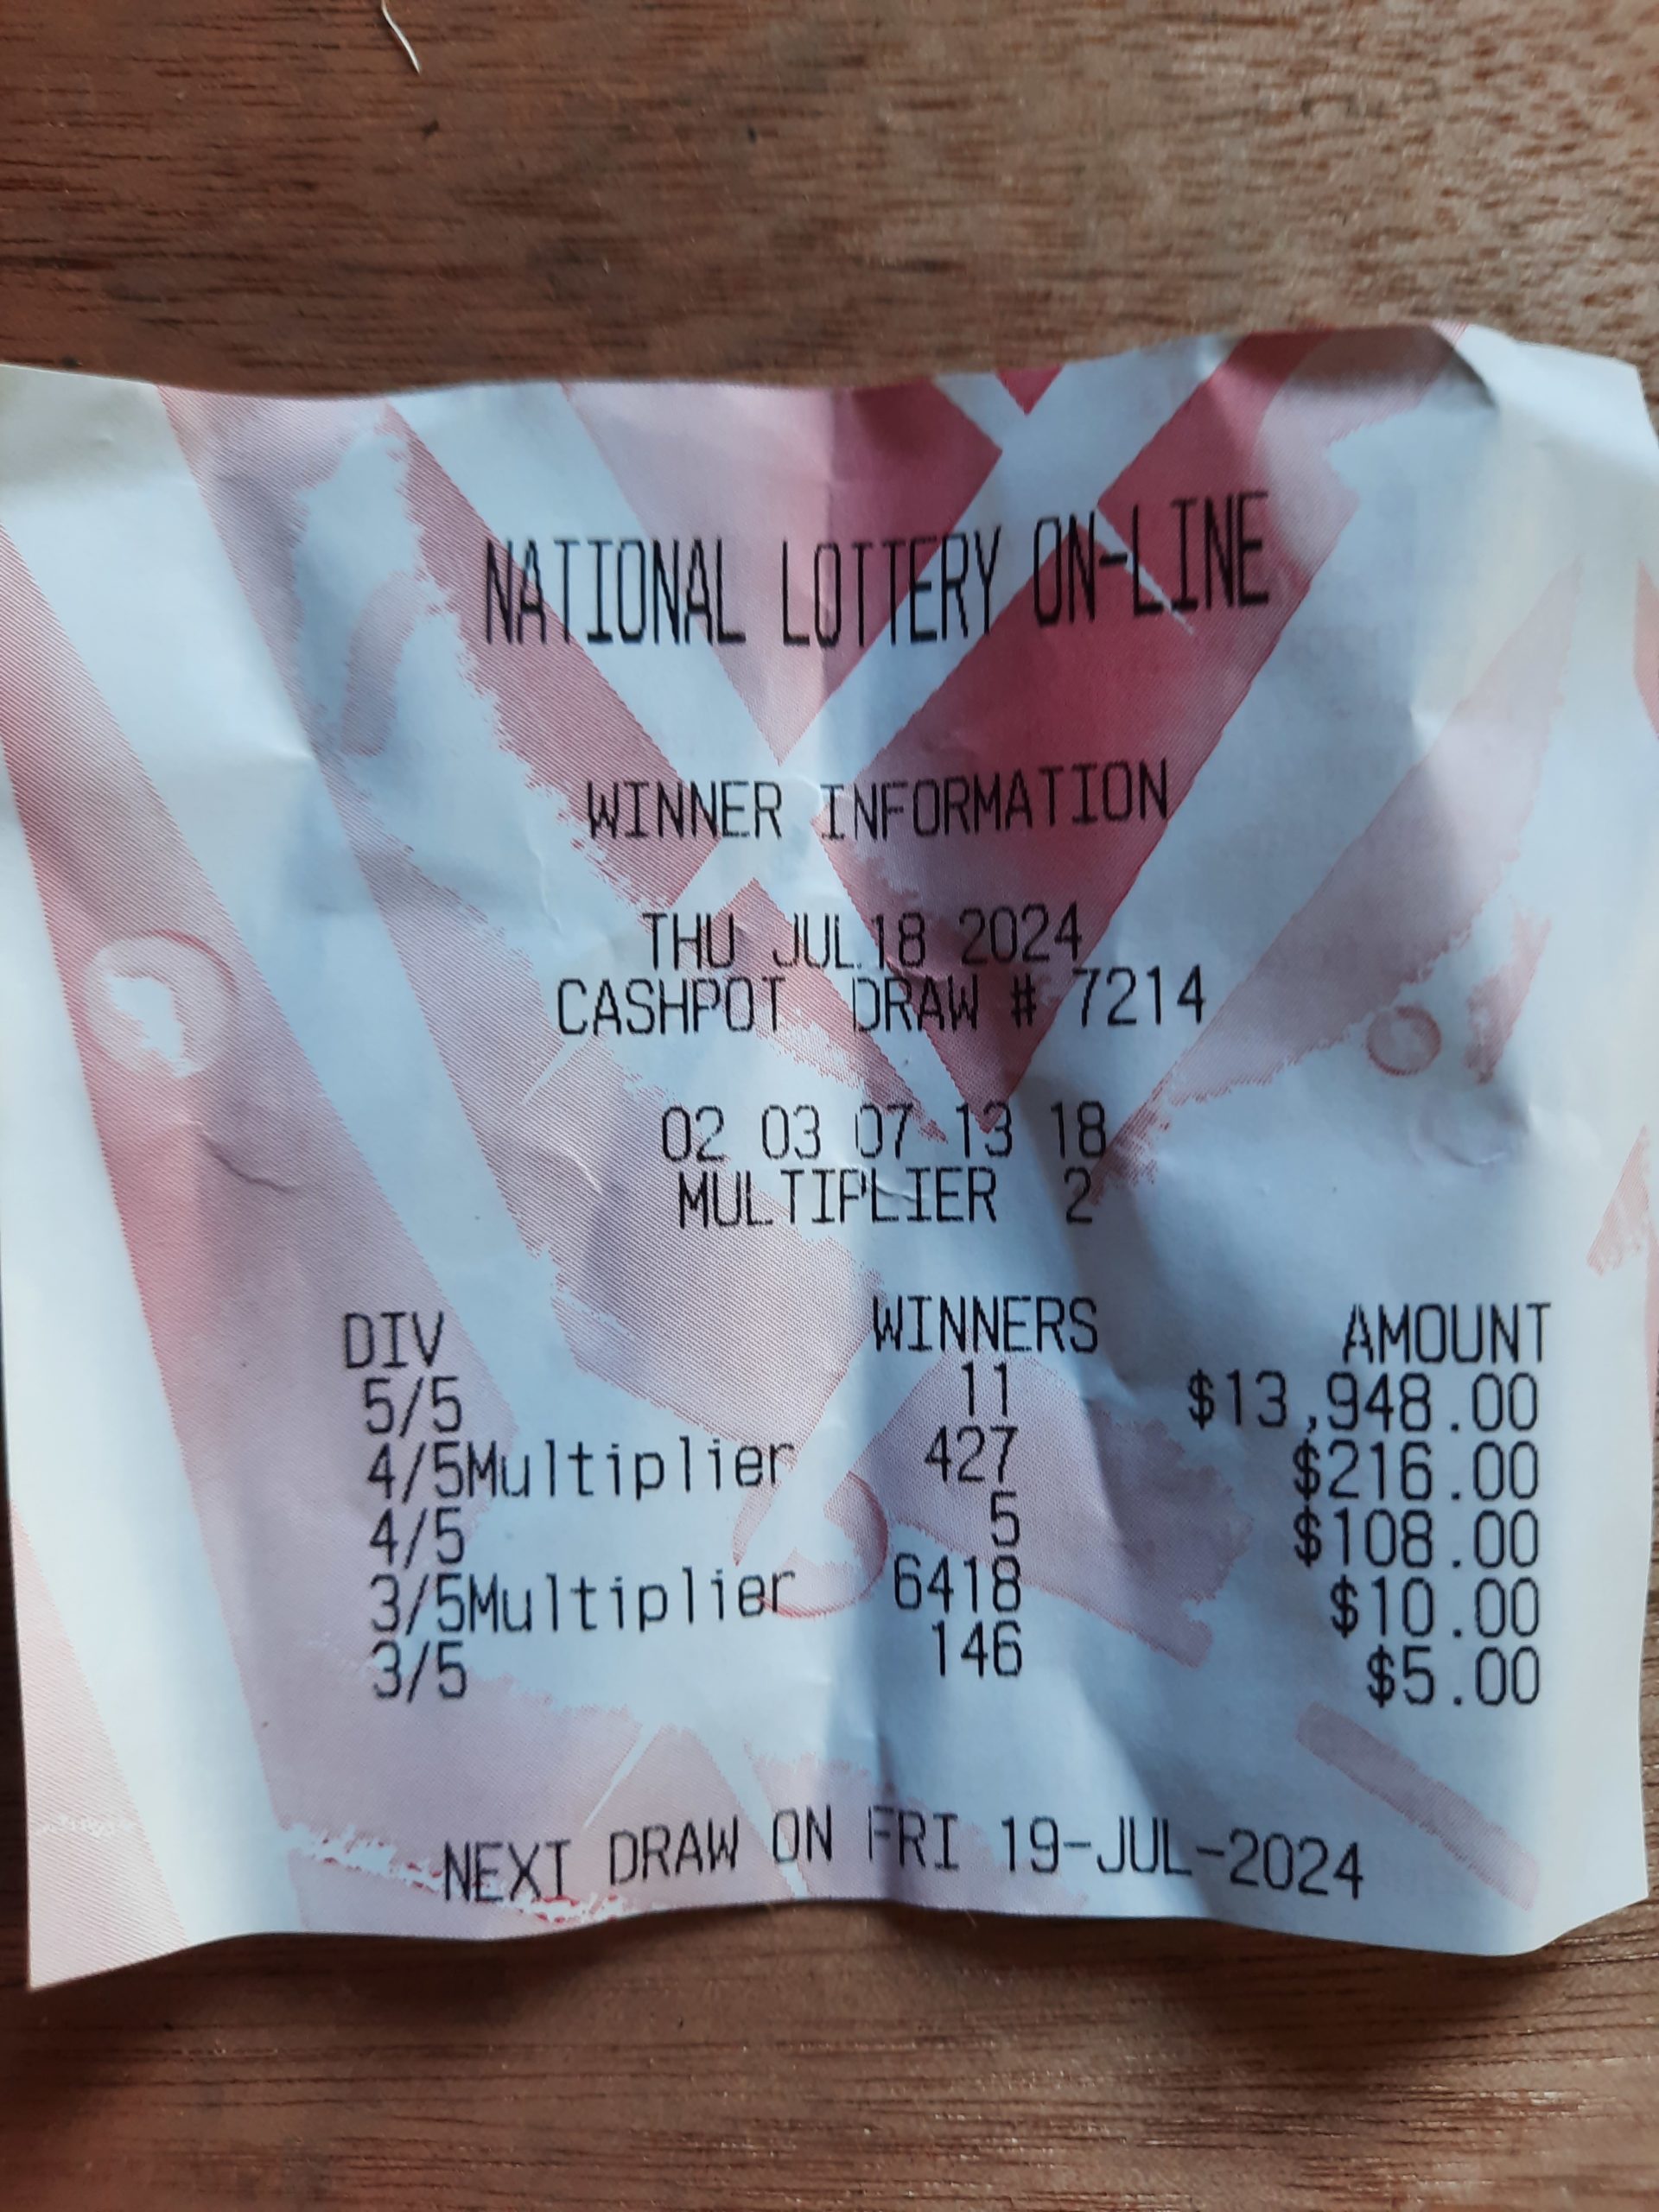 NATIONAL LOTTERY ON-LINE
WINNER INFORMATION
THU JUL 18 2024
CASHPOT DRAW # 7214
02 03 07 13 18
MULTIPLIER 2
DIV WINNERS AMOUNT
5/5 11 $13,948.00
4/5Multiplier 427 $216.00
4/5 5 $108.00
3/5Multiplier 6418 $10.00
3/5 146 $5.00
NEXT DRAW ON FRI 19-JUL-2024